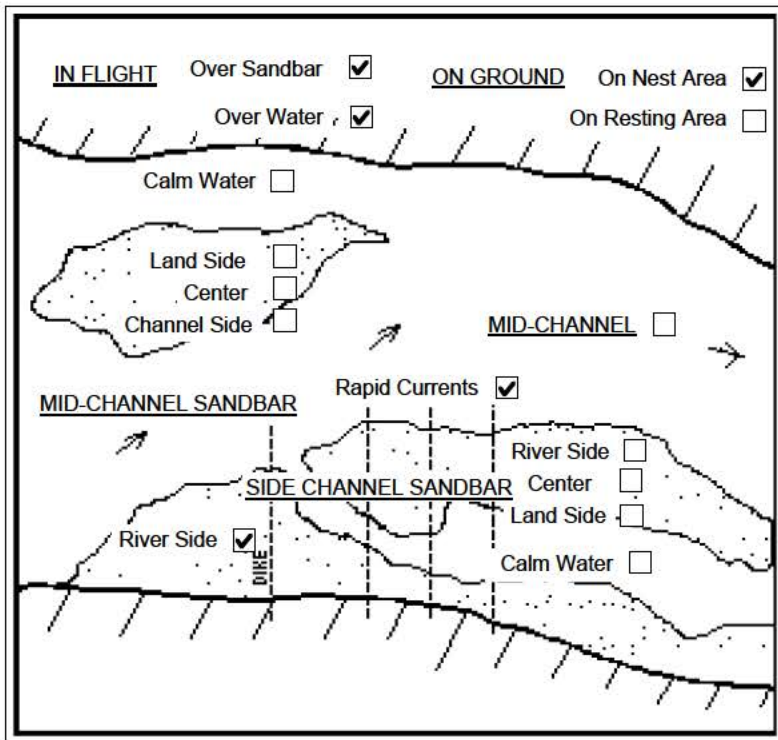 IN FLIGHT Over Sandbar ON GROUND On Nest Area
Over Water On Resting Area
Calm Water
Land Side
Center
Channel Side
MID-CHANNEL
Rapid Currents
MID-CHANNEL SANDBAR
River Side
SIDE CHANNEL SANDBAR Center
Land Side
River Side
DIKE
Calm Water